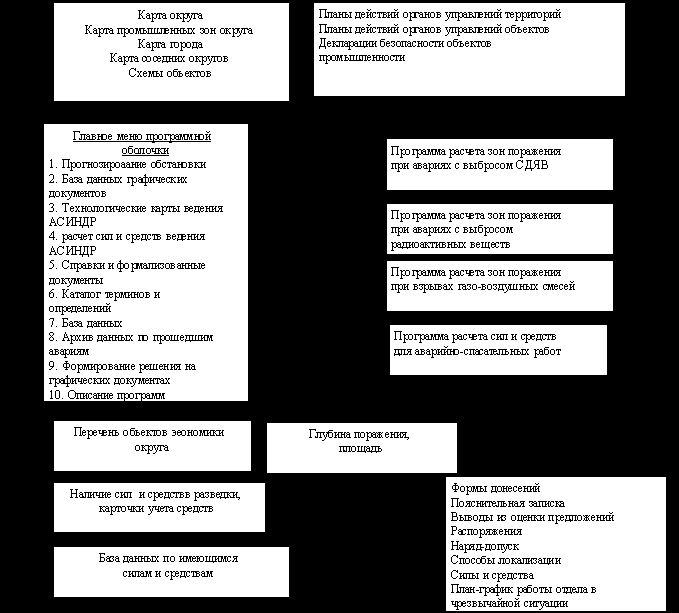 Карта округа
Карта промышленных зон округа
Карта города
Карта соседних округов
Схемы обьектов
Планы действий органов управлений территорий
Планы действий органов управлений объектов
Декларации безопасности объектов
промышленности
Главное меню программной
оболочки
1. Прогнозироаание обстановки
2. База данных графических
документов
3. Технологические карты ведения
АСИНДР
4. расчет сил и средств ведения
АСИНДР
5. Справки и формализованные
документы
6. Каталог терминов и
определений
7. База данных
8. Архив данных по прошедшим
авариям
9. Формирование решения на
графических документах
10. Описание программ
Программа расчета зон поражения
при авариях с выбросом СДЯВ
Программа расчета зон поражения
при авариях с выбросом
радиоактивных веществ
Программа расчета зон поражения
при взрывах газо-воздушных смесей
Программа расчета сил и средств
для аварийно-спасательных работ
Перечень объектов зеономики
округа
Глубина поражения,
площадь
Наличие сил и средствв разведки,
карточки учета средств
База данных по имеющимся
силам и средствам
Формы донесений
Пояснительная записка
Выводы из оценки предложений
Распоряжения
Наряд-допуск
Способы локализации
Силы и средства
План-график работы отдела в
чрезвычайной ситуации